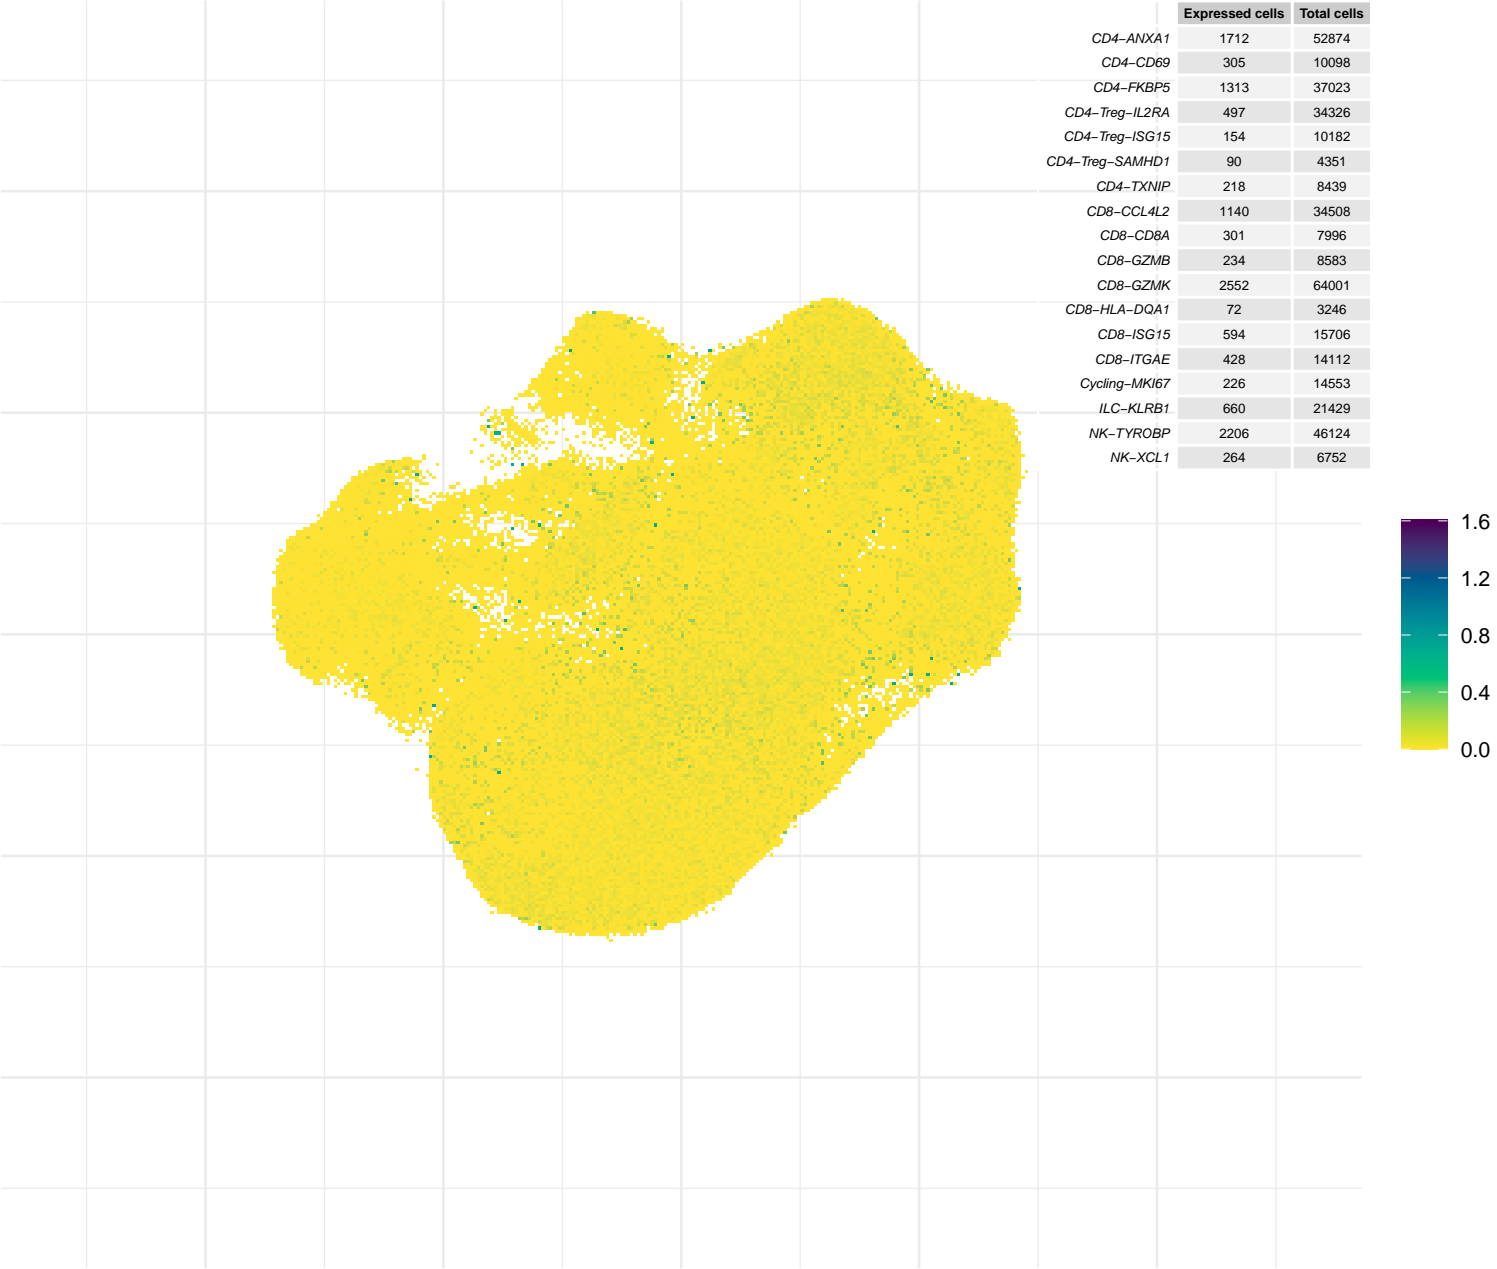 Expressed cells Total cells
CD4−ANXA1 1712 52874
CD4−CD69 305 10098
CD4−FKBP5 1313 37023
CD4−Treg−IL2RA 497 34326
CD4−Treg−ISG15 154 10182
CD4−Treg−SAMHD1 90 4351
CD4−TXNIP 218 8439
CD8−CCL4L2 1140 34508
CD8−CD8A 301 7996
CD8−GZMB 234 8583
CD8−GZMK 2552 64001
CD8−HLA−DQA1 72 3246
CD8−ISG15 594 15706
CD8−ITGAE 428 14112
Cycling−MKI67 226 14553
ILC−KLRB1 660 21429
NK−TYROBP 2206 46124
NK−XCL1 264 6752
1.6
1.2
0.8
0.4
0.0